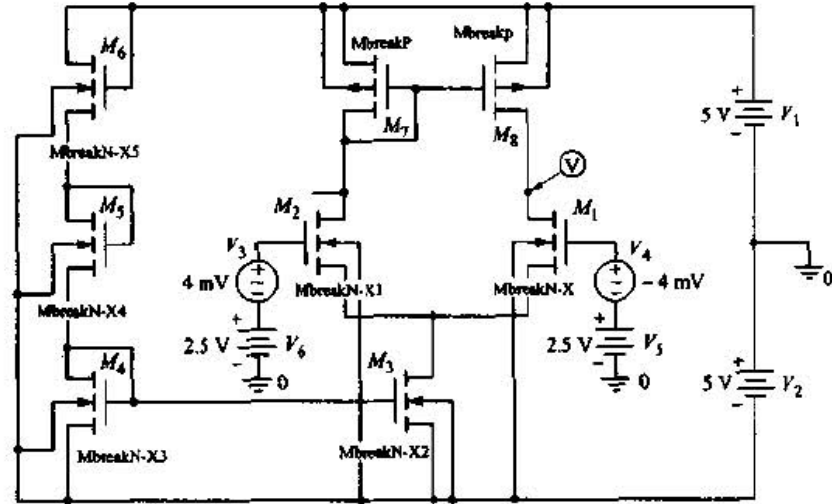 M6
MbreakP
Mbreakp
M7
M8
5 V
+
−
V1
MbreakN-X5
V
M5
M2
M1
V3
V4
4 mV
+
−
MbreakN-X1
MbreakN-X
+
−
− 4 mV
0
MbreakN-X4
2.5 V
+
−
V6
0
M3
2.5 V
+
−
V5
0
M4
5 V
+
−
V2
MbreakN-X3
MbreakN-X2